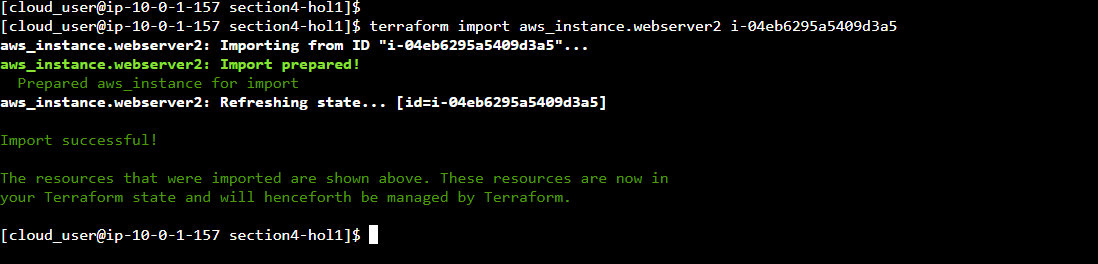 [cloud_user@ip-10-0-1-157 section4-hol1]$
[cloud_user@ip-10-0-1-157 section4-hol1]$ terraform import aws_instance.webserver2 i-04eb6295a5409d3a5
aws_instance.webserver2: Importing from ID "i-04eb6295a5409d3a5"...
aws_instance.webserver2: Import prepared!
  Prepared aws_instance for import
aws_instance.webserver2: Refreshing state... [id=i-04eb6295a5409d3a5]
Import successful!
The resources that were imported are shown above. These resources are now in
your Terraform state and will henceforth be managed by Terraform.
[cloud_user@ip-10-0-1-157 section4-hol1]$